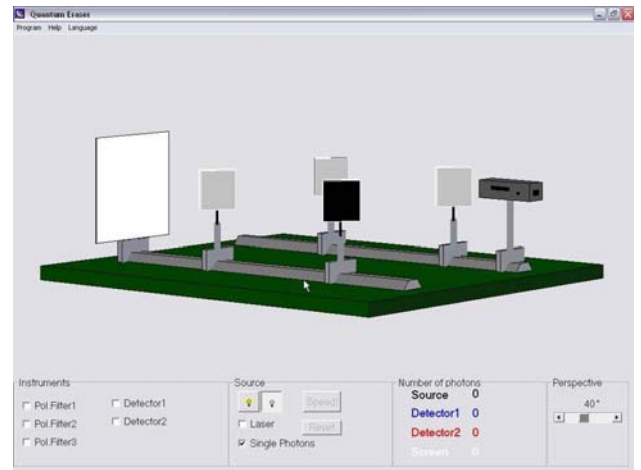 Quantum Eraser
Program Help Language
Instruments
Pol.Filter1
Pol.Filter2
Pol.Filter3
Detector1
Detector2
Source
Speed!
Laser
Reset
Single Photons
Number of photons
Source 0
Detector1 0
Detector2 0
Screen 0
Perspective
40°